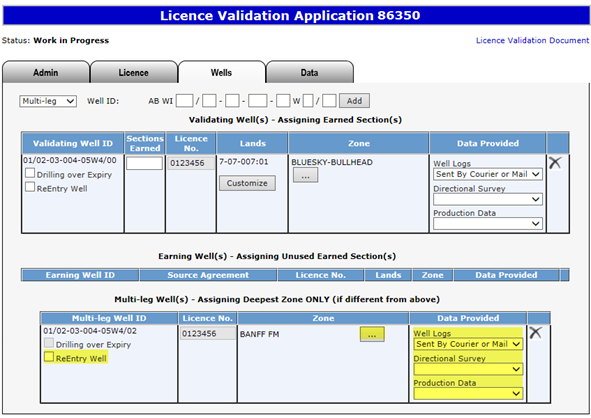 Licence Validation Application 86350
Status: Work in Progress
Licence Validation Document
Admin Licence Wells Data
Multi-leg Well ID: AB WI / - - - W / Add
Validating Well(s) - Assigning Earned Section(s)
Validating Well ID Sections Earned Licence No. Lands Zone Data Provided
01/02-03-004-05W4/00 0123456 7-07-007:01 BLUESKY-BULLHEAD Well Logs
Drilling over Expiry Customize ... Sent By Courier or Mail
ReEntry Well Directional Survey
Production Data
Earning Well(s) - Assigning Unused Earned Section(s)
Earning Well ID Source Agreement Licence No. Lands Zone Data Provided
Multi-leg Well(s) - Assigning Deepest Zone ONLY (if different from above)
Multi-leg Well ID Licence No. Zone Data Provided
01/02-03-004-05W4/02 0123456 BANFF FM ... Well Logs
Drilling over Expiry Sent By Courier or Mail
ReEntry Well Directional Survey
Production Data